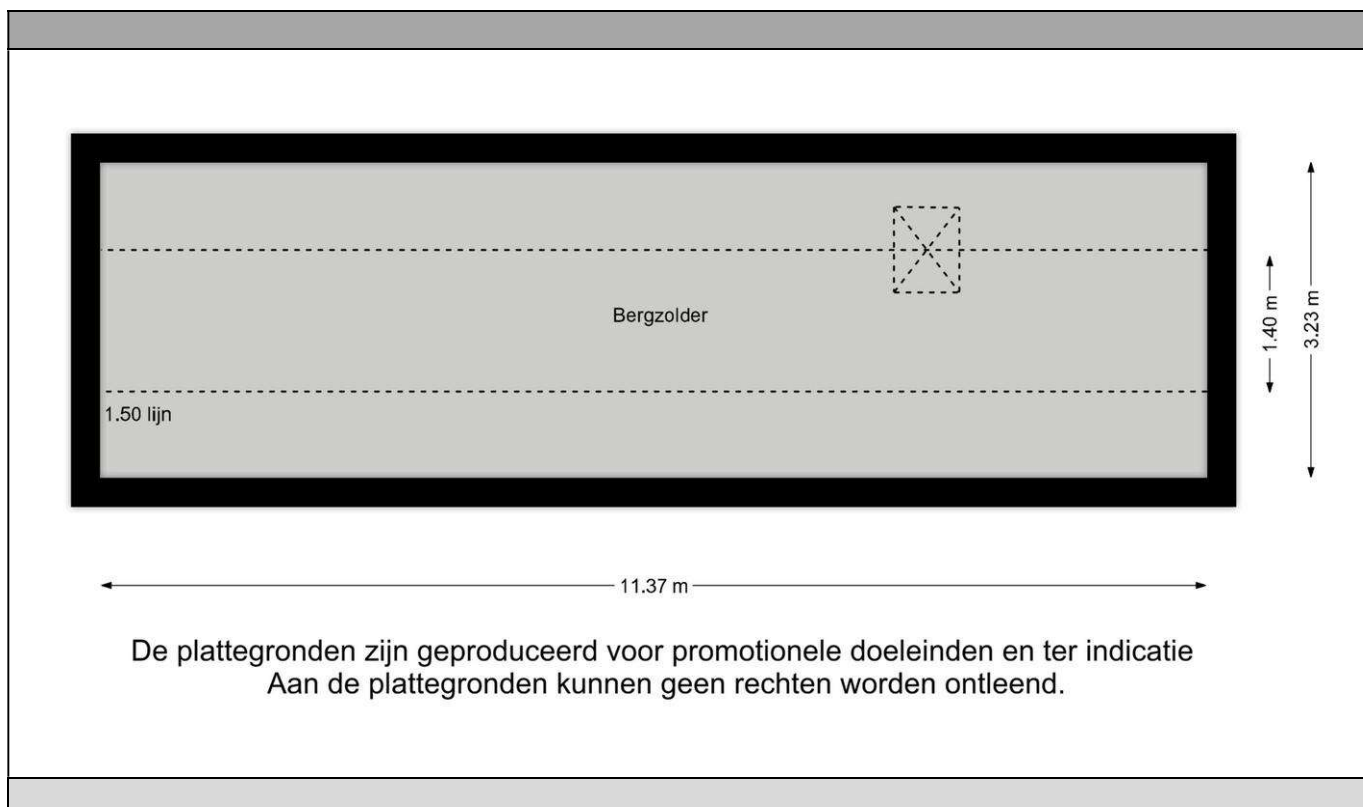 Bergzolder
1.50 lijn
1.40 m
3.23 m
11.37 m
De plattegronden zijn geproduceerd voor promotionele doeleinden en ter indicatie
Aan de plattegronden kunnen geen rechten worden ontleend.